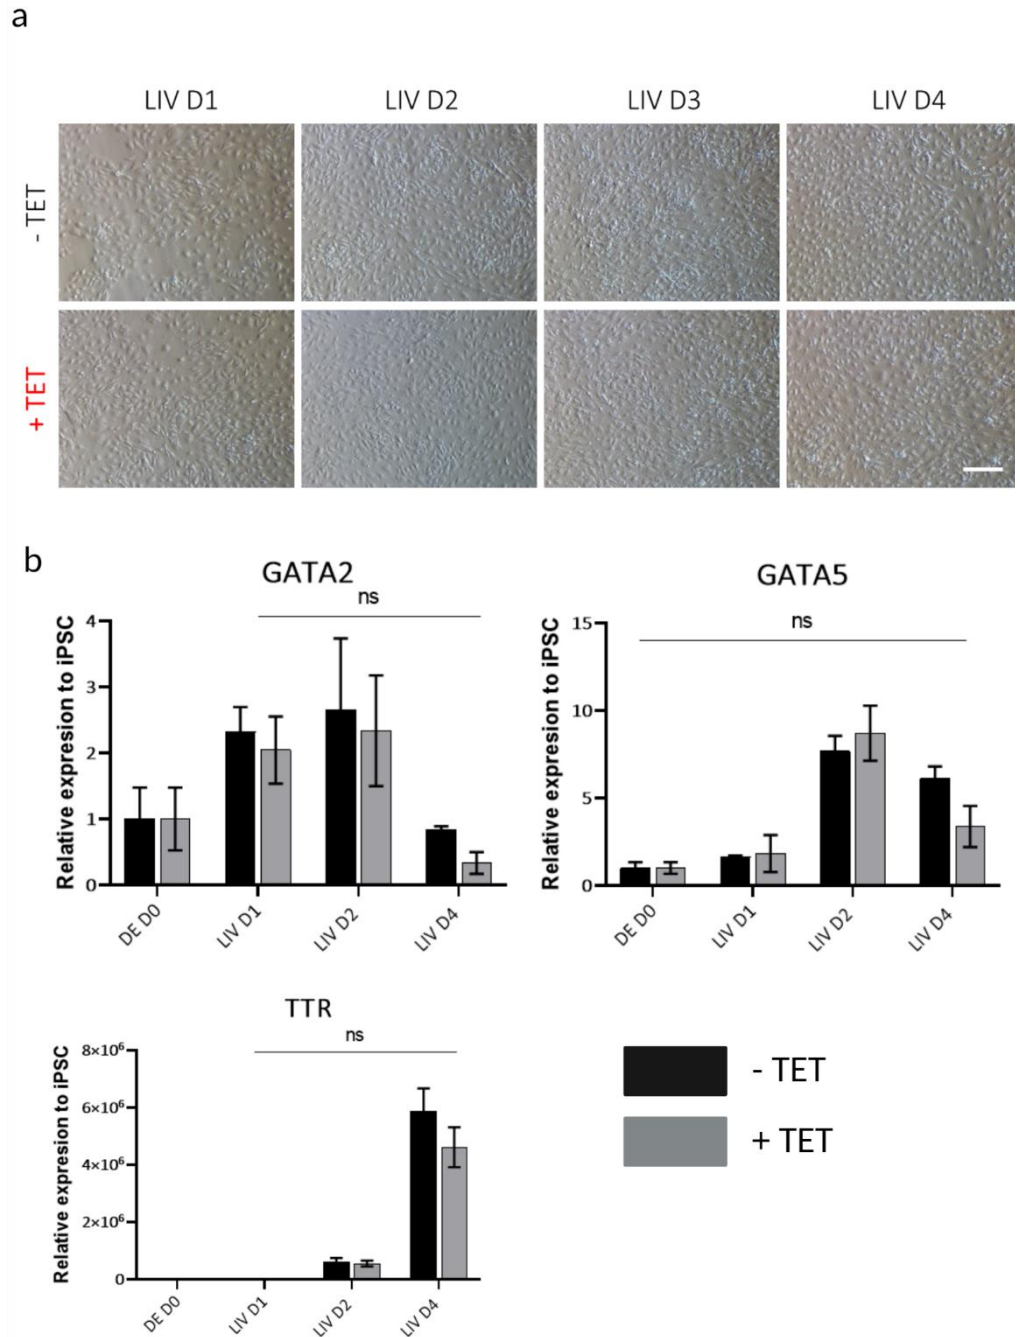 a
LIV D1 LIV D2 LIV D3 LIV D4
- TET
+ TET
b
GATA2
ns
Relative expresion to iPSC
4
3
2
1
0
DE D0 LIV D1 LIV D2 LIV D4
GATA5
ns
Relative expresion to iPSC
15
10
5
0
DE D0 LIV D1 LIV D2 LIV D4
TTR
ns
Relative expresion to iPSC
8×10⁶
6×10⁶
4×10⁶
2×10⁶
0
DE D0 LIV D1 LIV D2 LIV D4
- TET
+ TET